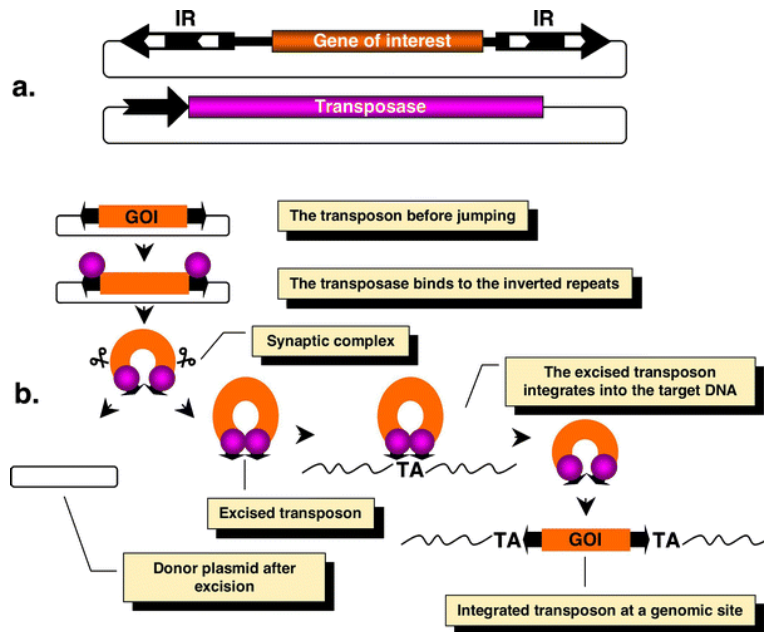 IR
IR
Gene of interest
a.
Transposase
GOI
The transposon before jumping
The transposase binds to the inverted repeats
Synaptic complex
The excised transposon
integrates into the target DNA
b.
TA
Excised transposon
TA
GOI
TA
Donor plasmid after
excision
Integrated transposon at a genomic site